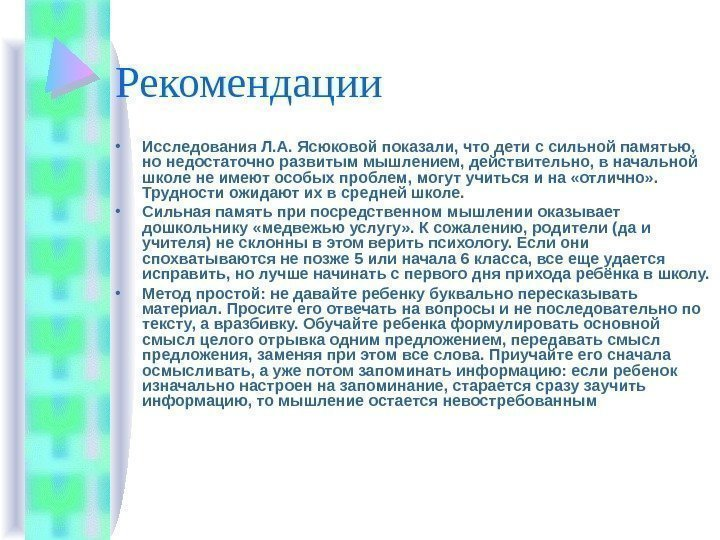 Рекомендации
• Исследования Л.А. Ясюковой показали, что дети с сильной памятью,
но недостаточно развитым мышлением, действительно, в начальной
школе не имеют особых проблем, могут учиться и на «отлично».
Трудности ожидают их в средней школе.
• Сильная память при посредственном мышлении оказывает
дошкольнику «медвежью услугу». К сожалению, родители (да и
учителя) не склонны в этом верить психологу. Если они
спохватываются не позже 5 или начала 6 класса, все еще удается
исправить, но лучше начинать с первого дня прихода ребёнка в школу.
• Метод простой: не давайте ребенку буквально пересказывать
материал. Просите его отвечать на вопросы и не последовательно по
тексту, а вразбивку. Обучайте ребенка формулировать основной
смысл целого отрывка одним предложением, передавать смысл
предложения, заменяя при этом все слова. Приучайте его сначала
осмысливать, а уже потом запоминать информацию: если ребенок
изначально настроен на запоминание, старается сразу заучить
информацию, то мышление остается невостребованным